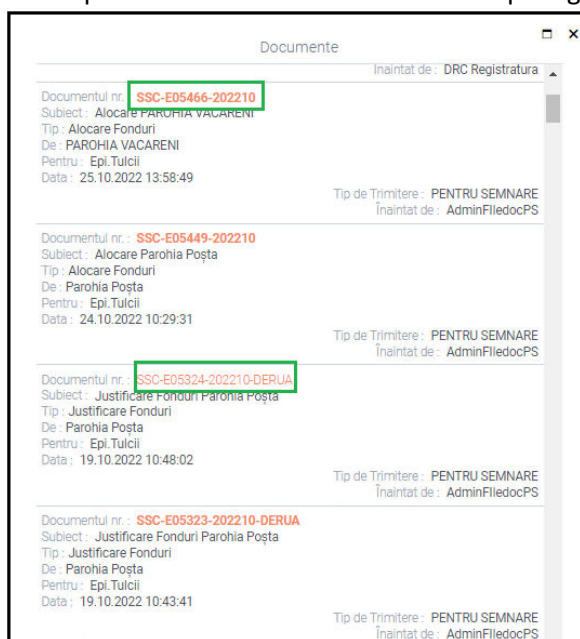 Documente
Înaintat de : DRC Registratura
Documentul nr. : SSC-E05466-202210
Subiect : Alocare PAROHIA VACARENI
Tip : Alocare Fonduri
De : PAROHIA VACARENI
Pentru : Epi.Tulcii
Data : 25.10.2022 13:58:49
Tip de Trimitere : PENTRU SEMNARE
Înaintat de : AdminFIledocPS
Documentul nr. : SSC-E05449-202210
Subiect : Alocare Parohia Poșta
Tip : Alocare Fonduri
De : Parohia Poșta
Pentru : Epi.Tulcii
Data : 24.10.2022 10:29:31
Tip de Trimitere : PENTRU SEMNARE
Înaintat de : AdminFIledocPS
Documentul nr. : SSC-E05324-202210-DERUA
Subiect : Justificare Fonduri Parohia Poșta
Tip : Justificare Fonduri
De : Parohia Poșta
Pentru : Epi.Tulcii
Data : 19.10.2022 10:48:02
Tip de Trimitere : PENTRU SEMNARE
Înaintat de : AdminFIledocPS
Documentul nr. : SSC-E05323-202210-DERUA
Subiect : Justificare Fonduri Parohia Poșta
Tip : Justificare Fonduri
De : Parohia Poșta
Pentru : Epi.Tulcii
Data : 19.10.2022 10:43:41
Tip de Trimitere : PENTRU SEMNARE
Înaintat de : AdminFIledocPS